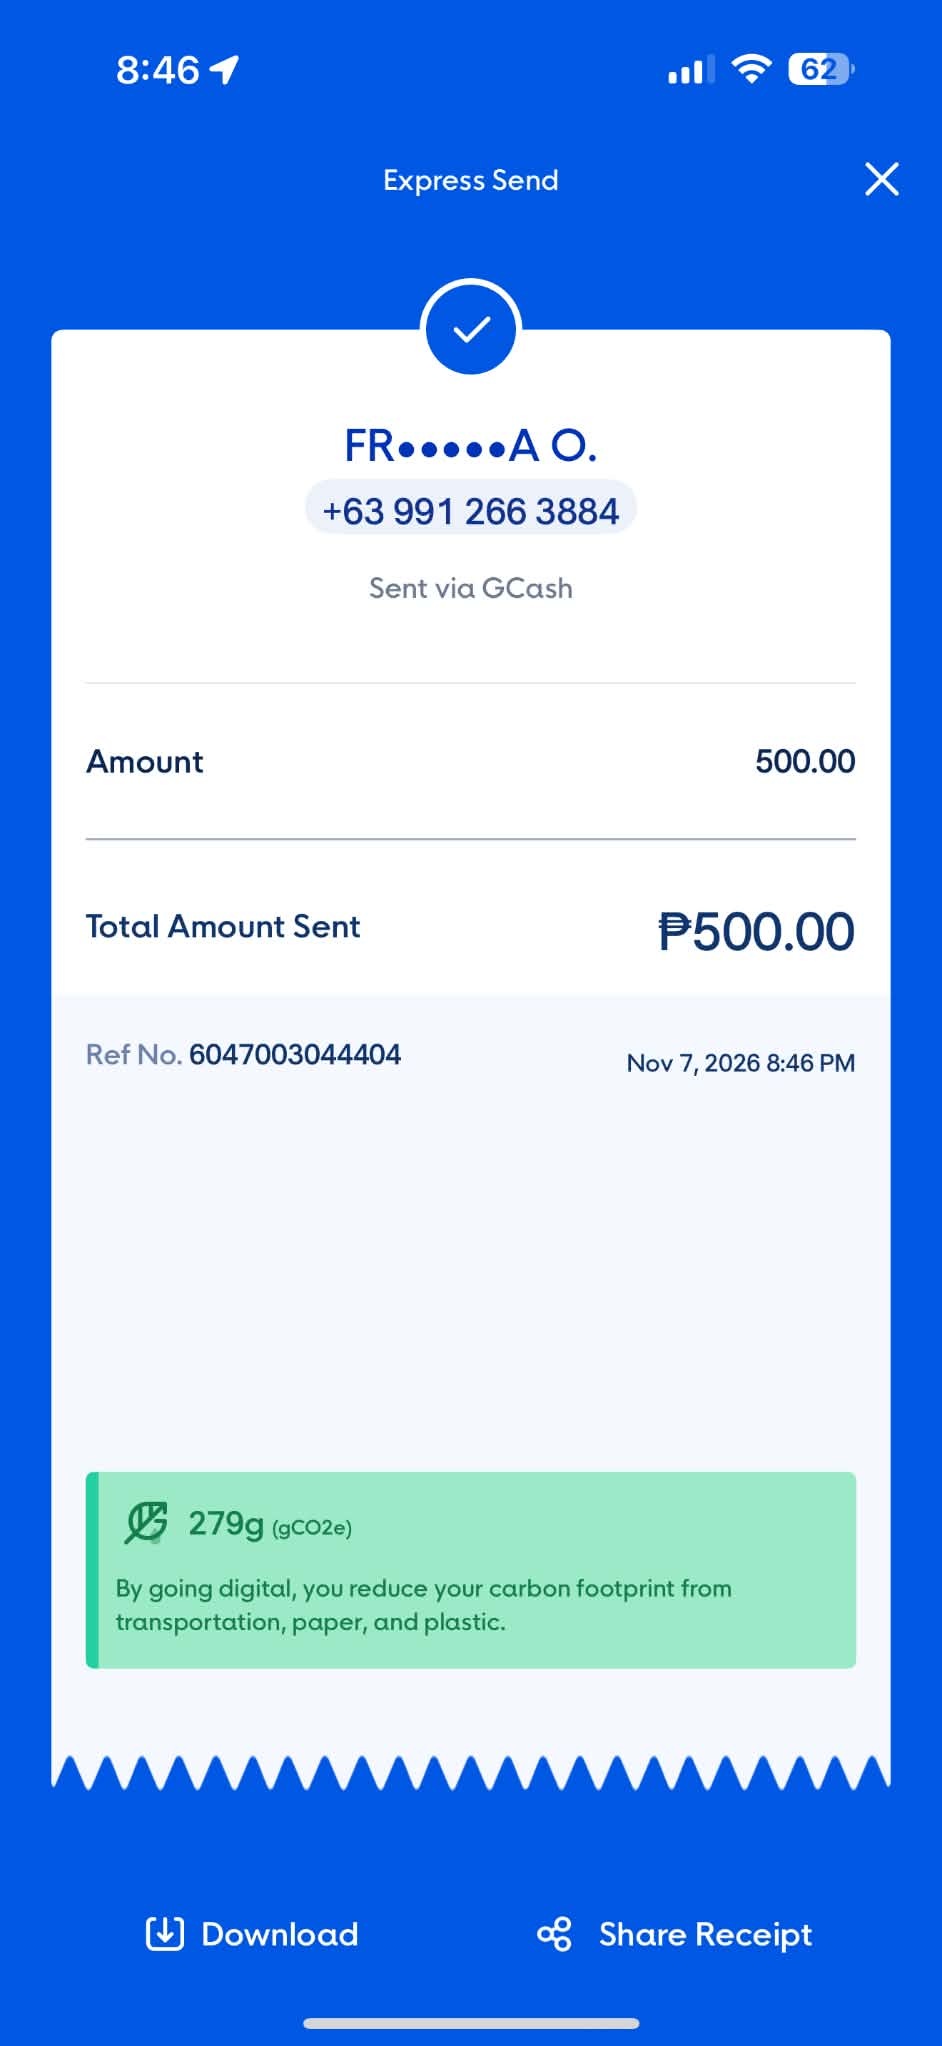 8:46
62
Express Send
FR•••••A O.
+63 991 266 3884
Sent via GCash
Amount 500.00
Total Amount Sent ₱500.00
Ref No. 6047003044404 Nov 7, 2026 8:46 PM
279g (gCO2e)
By going digital, you reduce your carbon footprint from
transportation, paper, and plastic.
Download Share Receipt